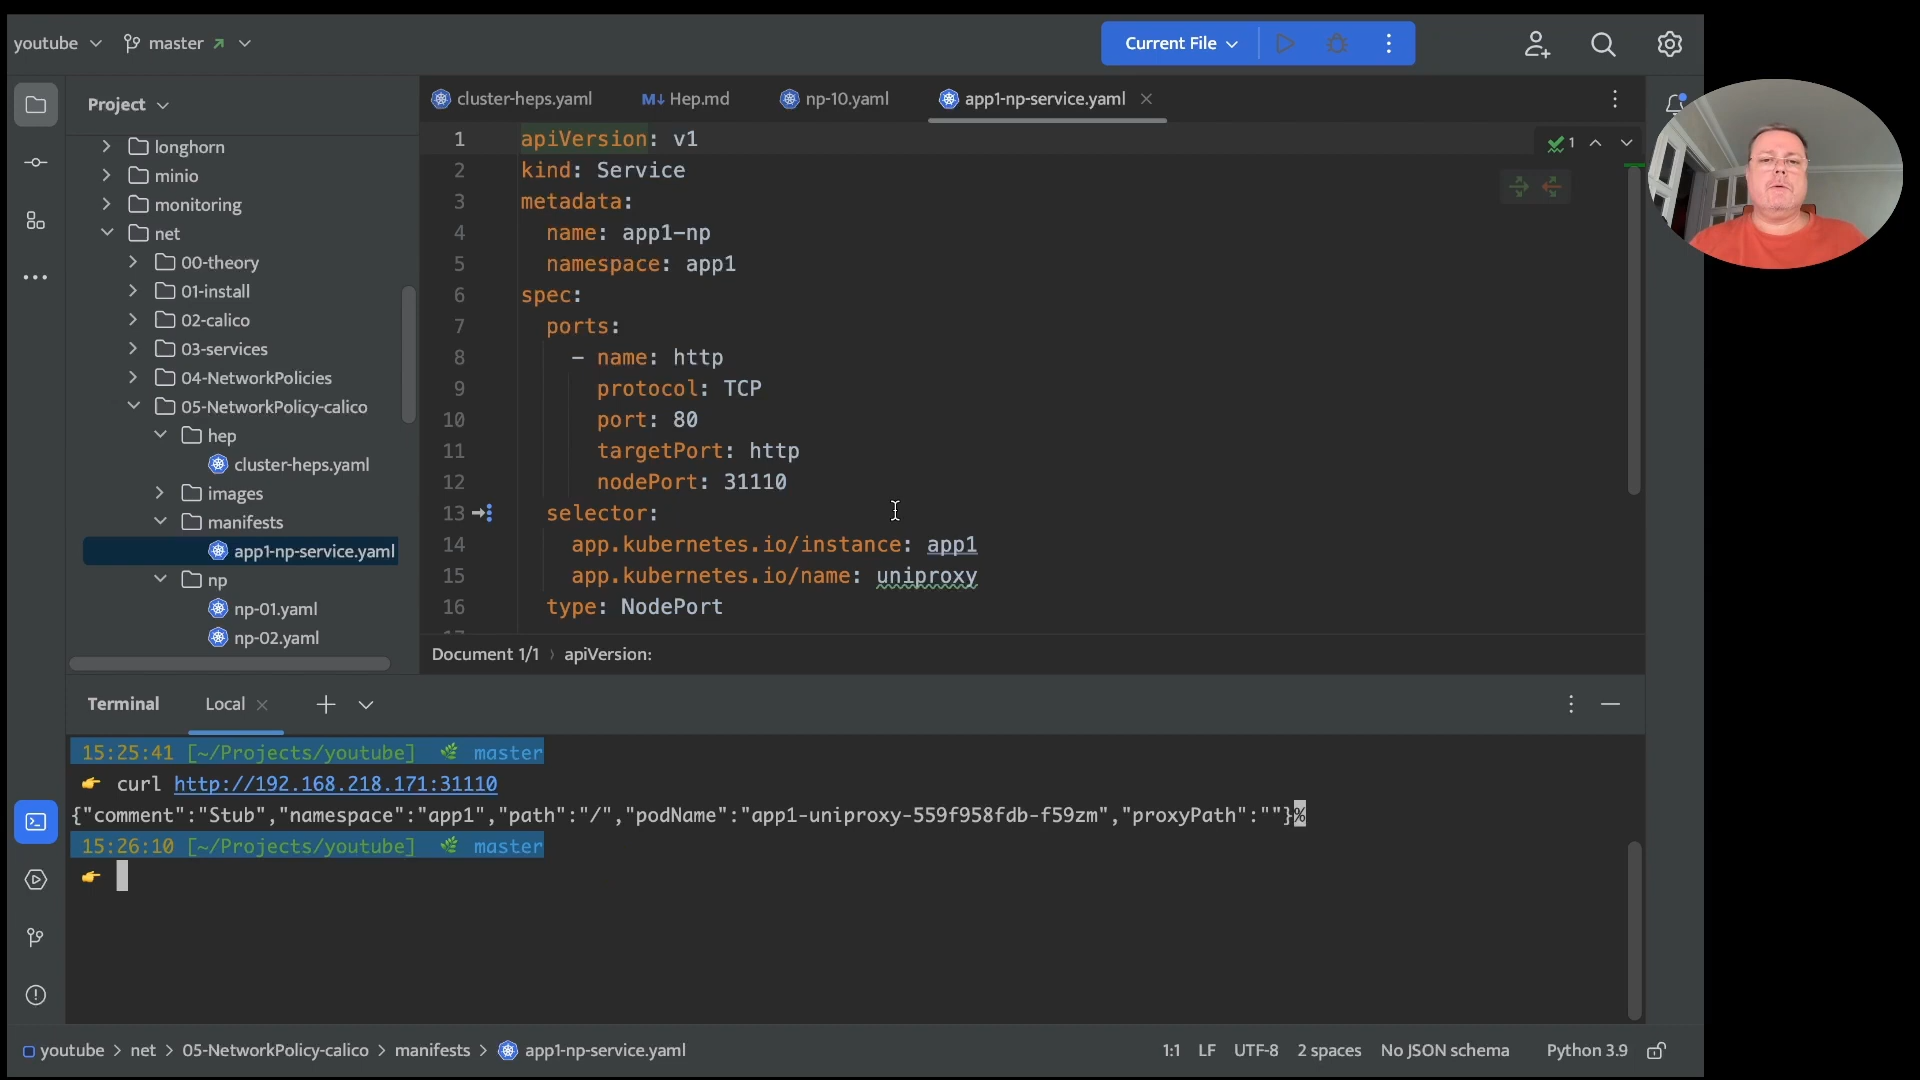 youtube master Current File
Project
longhorn
minio
monitoring
net
00-theory
01-install
02-calico
03-services
04-NetworkPolicies
05-NetworkPolicy-calico
hep
cluster-heps.yaml
images
manifests
app1-np-service.yaml
np
np-01.yaml
np-02.yaml
cluster-heps.yaml M↓ Hep.md np-10.yaml app1-np-service.yaml
1 apiVersion: v1
1
2 kind: Service
3 metadata:
4 name: app1-np
5 namespace: app1
6 spec:
7 ports:
8 - name: http
9 protocol: TCP
10 port: 80
11 targetPort: http
12 nodePort: 31110
13 selector:
14 app.kubernetes.io/instance: app1
15 app.kubernetes.io/name: uniproxy
16 type: NodePort
Document 1/1 › apiVersion:
Terminal Local
15:25:41 [~/Projects/youtube] master
curl http://192.168.218.171:31110
{"comment":"Stub","namespace":"app1","path":"/","podName":"app1-uniproxy-559f958fdb-f59zm","proxyPath":""}%
15:26:10 [~/Projects/youtube] master
youtube > net > 05-NetworkPolicy-calico > manifests > app1-np-service.yaml
1:1 LF UTF-8 2 spaces No JSON schema Python 3.9